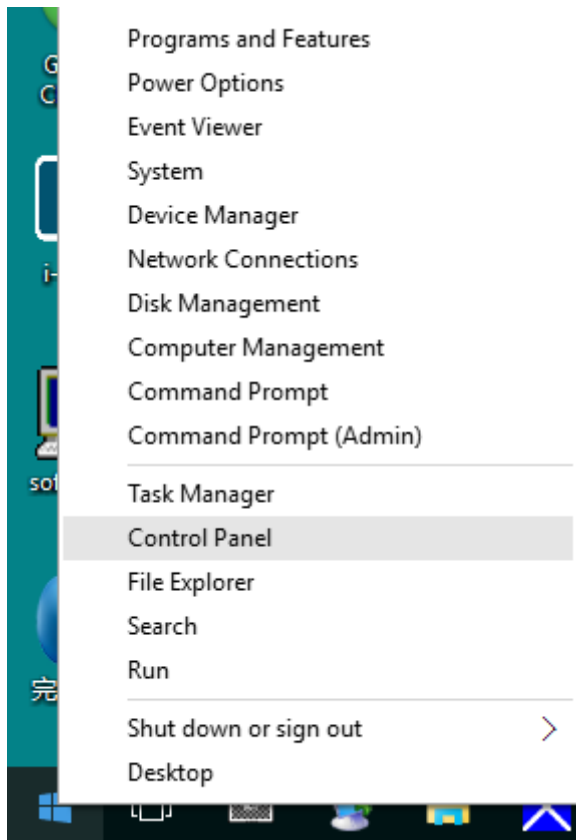 G
C
Programs and Features
Power Options
Event Viewer
System
Device Manager
i-
Network Connections
Disk Management
Computer Management
Command Prompt
Command Prompt (Admin)
Task Manager
Control Panel
File Explorer
Search
Run
完
Shut down or sign out
Desktop